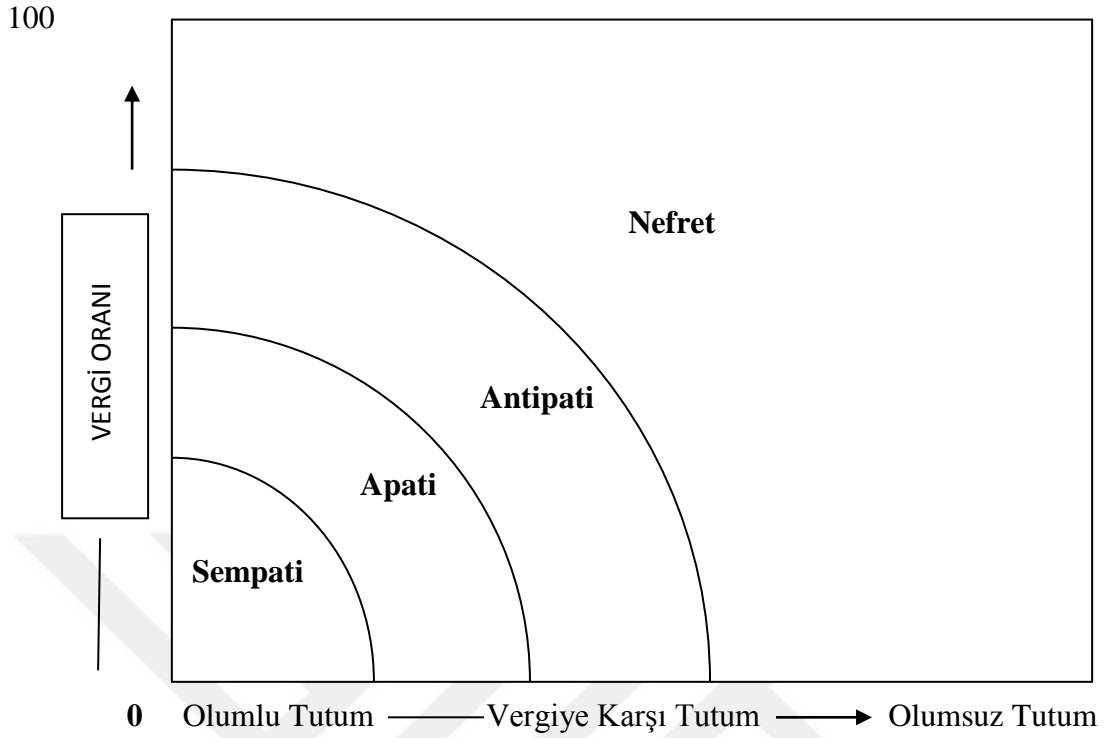 100
Nefret
VERGİ ORANI
Antipati
Apati
Sempati
0 Olumlu Tutum Vergiye Karşı Tutum Olumsuz Tutum